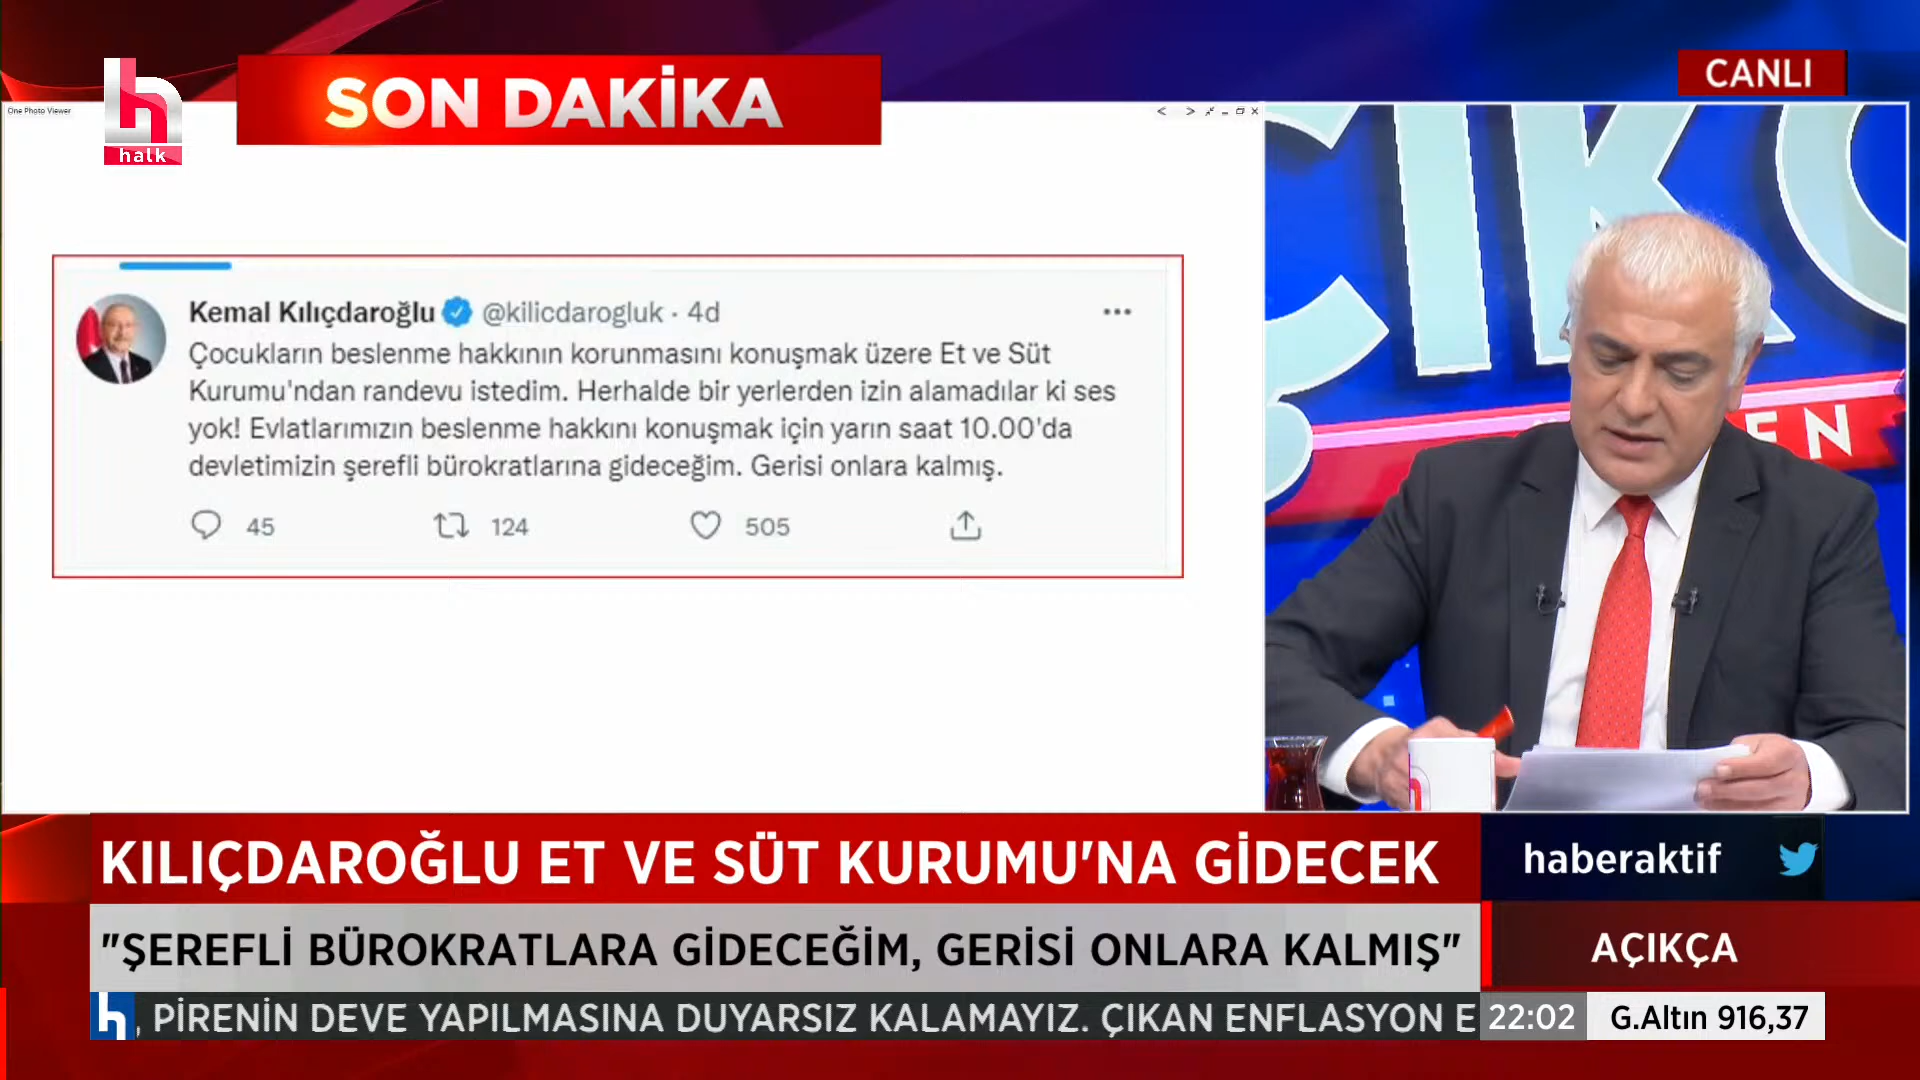 SON DAKİKA
CANLI
One Photo Viewer
halk
Kemal Kılıçdaroğlu @kilicdarogluk · 4d
Çocukların beslenme hakkının korunmasını konuşmak üzere Et ve Süt
Kurumu'ndan randevu istedim. Herhalde bir yerlerden izin alamadılar ki ses
yok! Evlatlarımızın beslenme hakkını konuşmak için yarın saat 10.00'da
devletimizin şerefli bürokratlarına gideceğim. Gerisi onlara kalmış.
45 124 505
KILIÇDAROĞLU ET VE SÜT KURUMU'NA GİDECEK
haberaktif
"ŞEREFLİ BÜROKRATLARA GİDECEĞİM, GERİSİ ONLARA KALMIŞ"
AÇIKÇA
, PİRENİN DEVE YAPILMASINA DUYARSIZ KALAMAYIZ. ÇIKAN ENFLASYON E
22:02
G.Altın 916,37